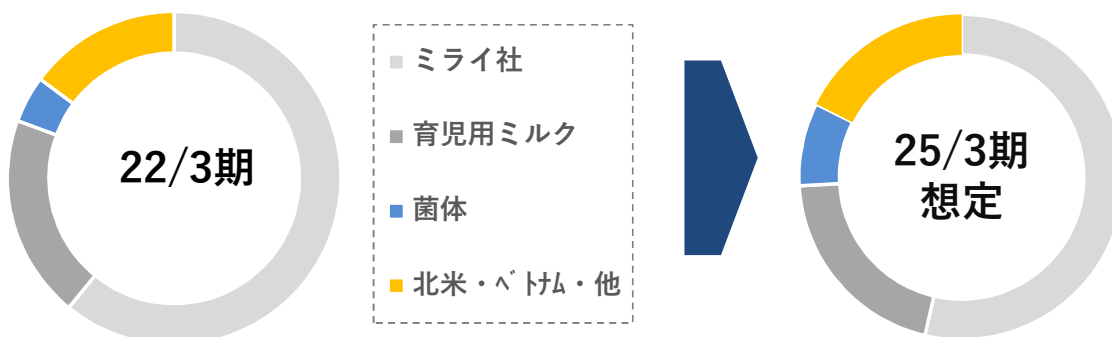 22/3期
ミライ社
育児用ミルク
菌体
北米・ﾍﾞﾄﾅﾑ・他
25/3期
想定